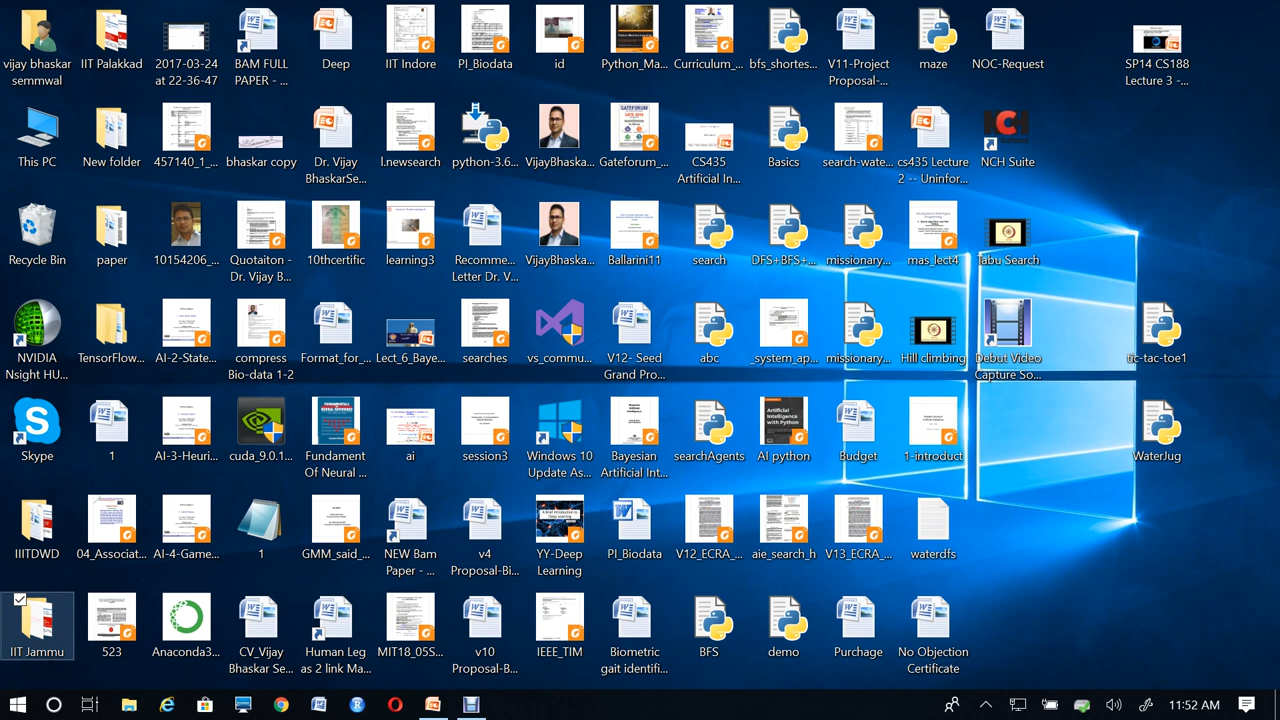 vijay bhaskar
semwal
IIT Palakkad
2017-03-24
at 22-35-47
BAM FULL
PAPER - ...
Deep
IIT Indore
PI_Biodata
id
Python_Ma...
Curriculum_...
bfs_shortes...
V11-Project
Proposal-...
maze
NOC-Request
SP14 CS188
Lecture 3 -...
This PC
New folder
457140_1_...
bhaskar copy
Dr. Vijay
BhaskarSe...
l.newsearch
python-3.6....
VijayBhaska...
Gateforum_...
CS435
Artificial In...
Basics
search-wate...
cs435 Lecture
2 -- Uninfor...
NCH Suite
Recycle Bin
paper
10154206_...
Quotaiton -
Dr. Vijay B...
10thcertific
learning3
Recomme...
Letter Dr. V...
VijayBhaska...
Ballarini11
search
DFS+BFS+...
missionary...
mas_lect4
Tabu Search
NVIDIA
Nsight HU...
TensorFlow...
AI-2-State...
compress
Bio-data 1-2
Format_for_...
Lect_6_Baye...
searches
vs_commu...
V12- Seed
Grand Pro...
abc
_system_ap...
missionary...
Hill climbing
Debut Video
Capture So...
tic-tac-toe1
Skype
1
AI-3-Heuri...
cuda_9.0.1...
Fundament
Of Neural ...
ai
session3
Windows 10
Update As...
Bayesian
Artificial Int...
searchAgents
AI python
Budget
1-introduct
WaterJug
IIITDWD
04_Associat...
AI-4-Game...
1
GMM_said_...
NEW Bam
Paper - ...
v4
Proposal-Bi...
YY-Deep
Learning
PI_Biodata
V12_ECRA_...
aie_search_h
V13_ECRA_...
waterdfs
IIT Jammu
523
Anaconda3...
CV_Vijay
Bhaskar Se...
Human Leg
as 2 link Ma...
MIT18_05S...
v10
Proposal-B...
IEEE_TIM
Biometric
gait identifi...
BFS
demo
Purchage
No Objection
Certificate
11:52 AM